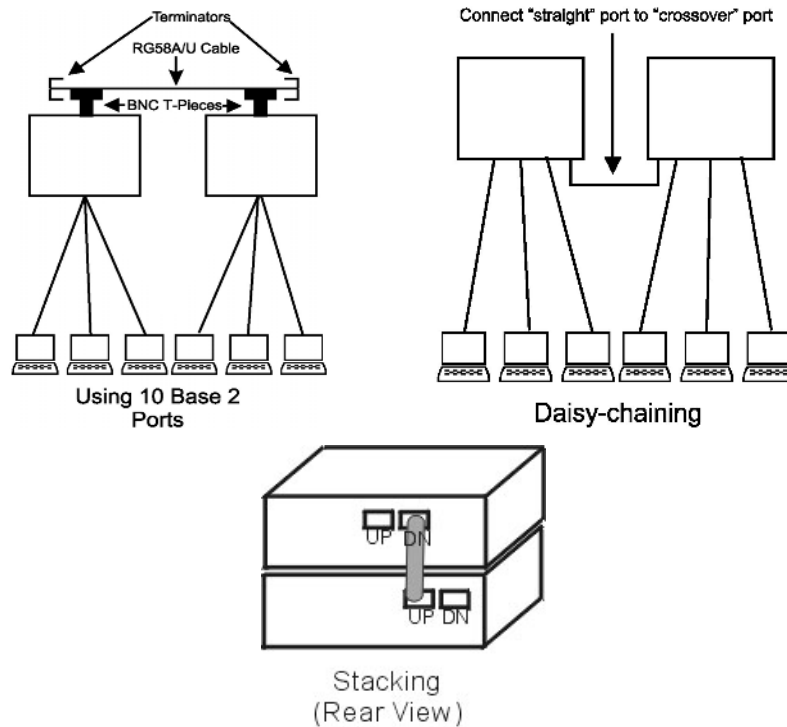 Terminators
RG58A/U Cable
BNC T-Pieces
Using 10 Base 2
Ports
Connect "straight" port to "crossover" port
Daisy-chaining
UP DN
UP DN
Stacking
(Rear View)